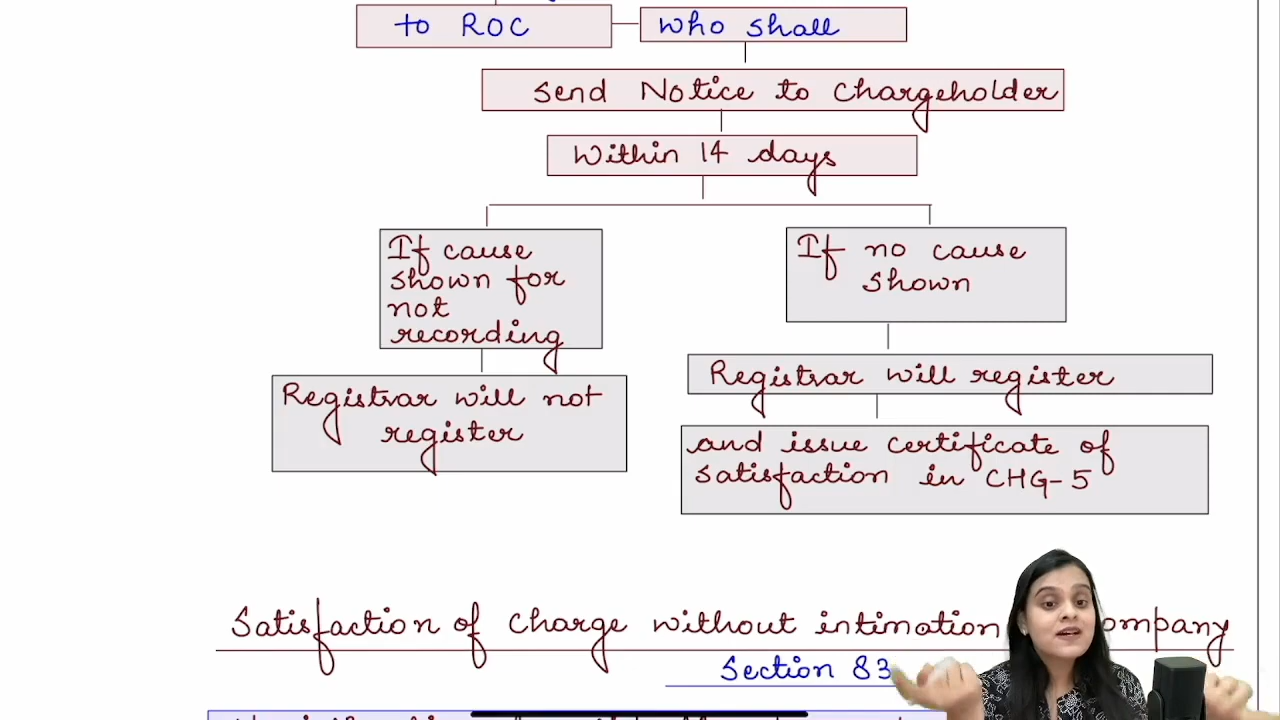 to ROC
who shall
Send Notice to Chargeholder
Within 14 days
If cause
shown for
not
recording
If no cause
shown
Registrar will not
register
Registrar will register
and issue certificate of
satisfaction in CHG-5
Satisfaction of Charge without intimation ompany
Section 83